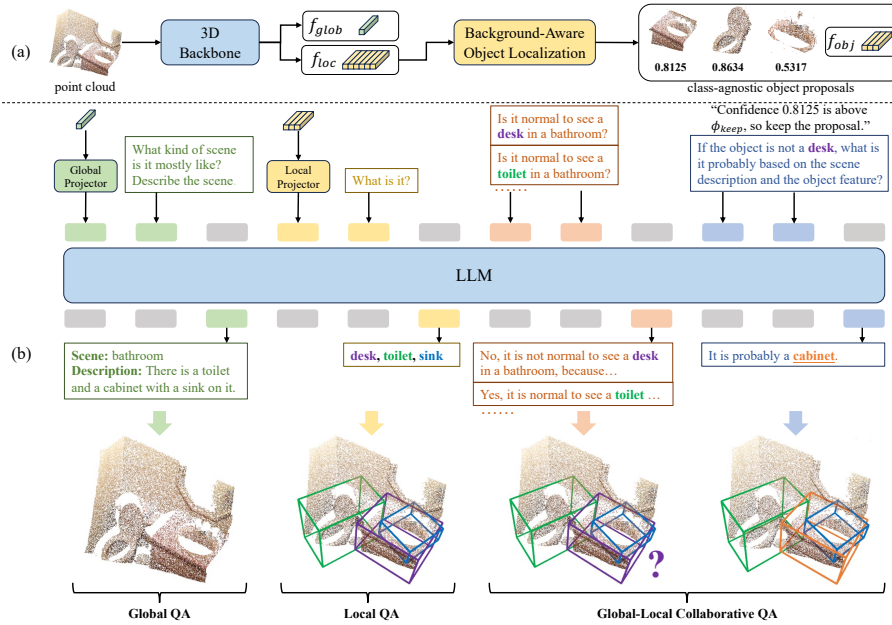 (a)
point cloud
3D
Backbone
f_glob
f_loc
Background-Aware
Object Localization
0.8125 0.8634 0.5317
f_obj
class-agnostic object proposals
Global
Projector
What kind of scene
is it mostly like?
Describe the scene.
Local
Projector
What is it?
Is it normal to see a
desk in a bathroom?
Is it normal to see a
toilet in a bathroom?
......
“Confidence 0.8125 is above
ϕ_keep, so keep the proposal.”
If the object is not a desk, what is
it probably based on the scene
description and the object feature?
LLM
(b)
Scene: bathroom
Description: There is a toilet
and a cabinet with a sink on it.
desk, toilet, sink
No, it is not normal to see a desk
in a bathroom, because…
Yes, it is normal to see a toilet …
......
It is probably a cabinet.
?
Global QA
Local QA
Global-Local Collaborative QA